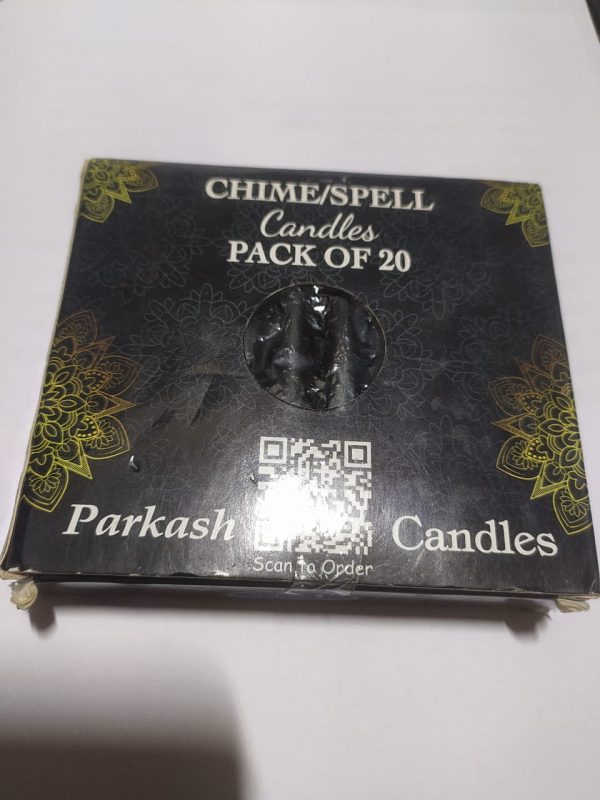 CHIME/SPELL
Candles
PACK OF 20
Parkash Candles
Scan to Order